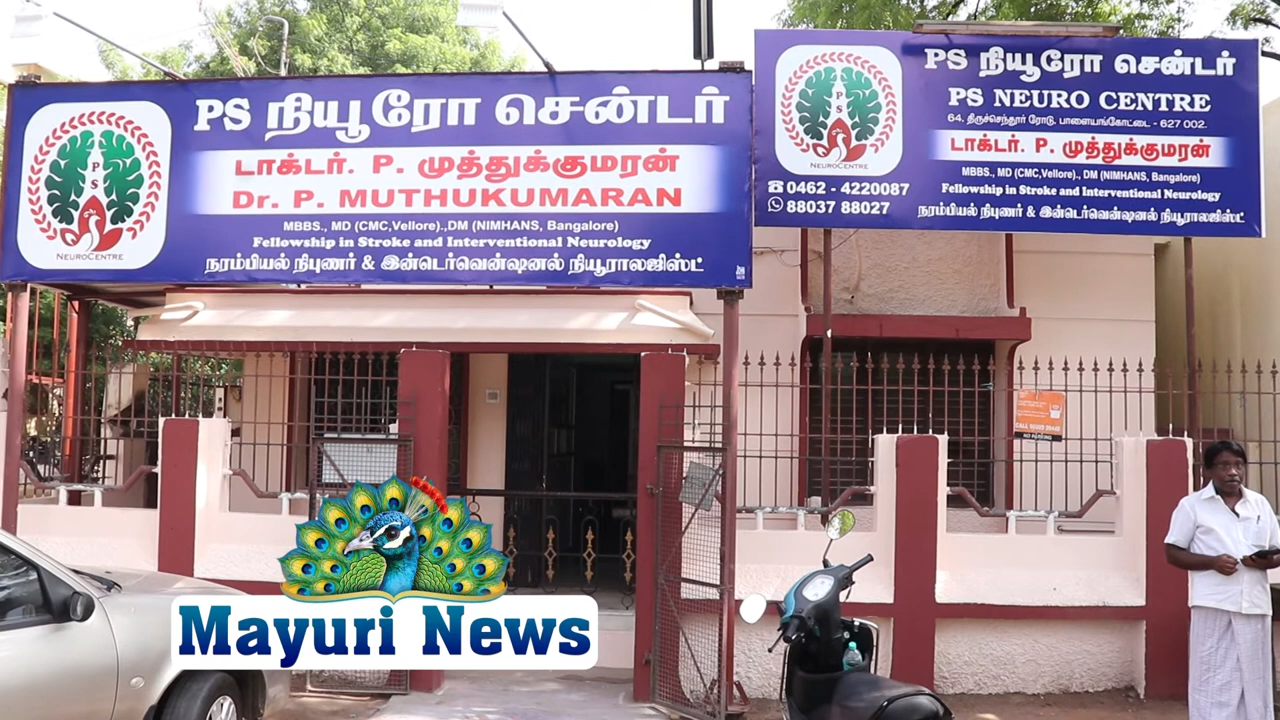 PS நியூரோ சென்டர்
டாக்டர். P. முத்துக்குமரன்
Dr. P. MUTHUKUMARAN
MBBS., MD (CMC,Vellore).,DM (NIMHANS, Bangalore)
Fellowship in Stroke and Interventional Neurology
நரம்பியல் நிபுணர் & இன்டெர்வென்ஷனல் நியூராலஜிஸ்ட்
P S
NEUROCENTRE
PS நியூரோ சென்டர்
PS NEURO CENTRE
64. திருச்செந்தூர் ரோடு, பாளையங்கோட்டை - 627 002.
டாக்டர். P. முத்துக்குமரன்
MBBS., MD (CMC,Vellore)., DM (NIMHANS, Bangalore)
Fellowship in Stroke and Interventional Neurology
நரம்பியல் நிபுணர் & இன்டெர்வென்ஷனல் நியூராலஜிஸ்ட்
P S
NEUROCENTRE
0462 - 4220087
88037 88027
NO PARKING
Mayuri News